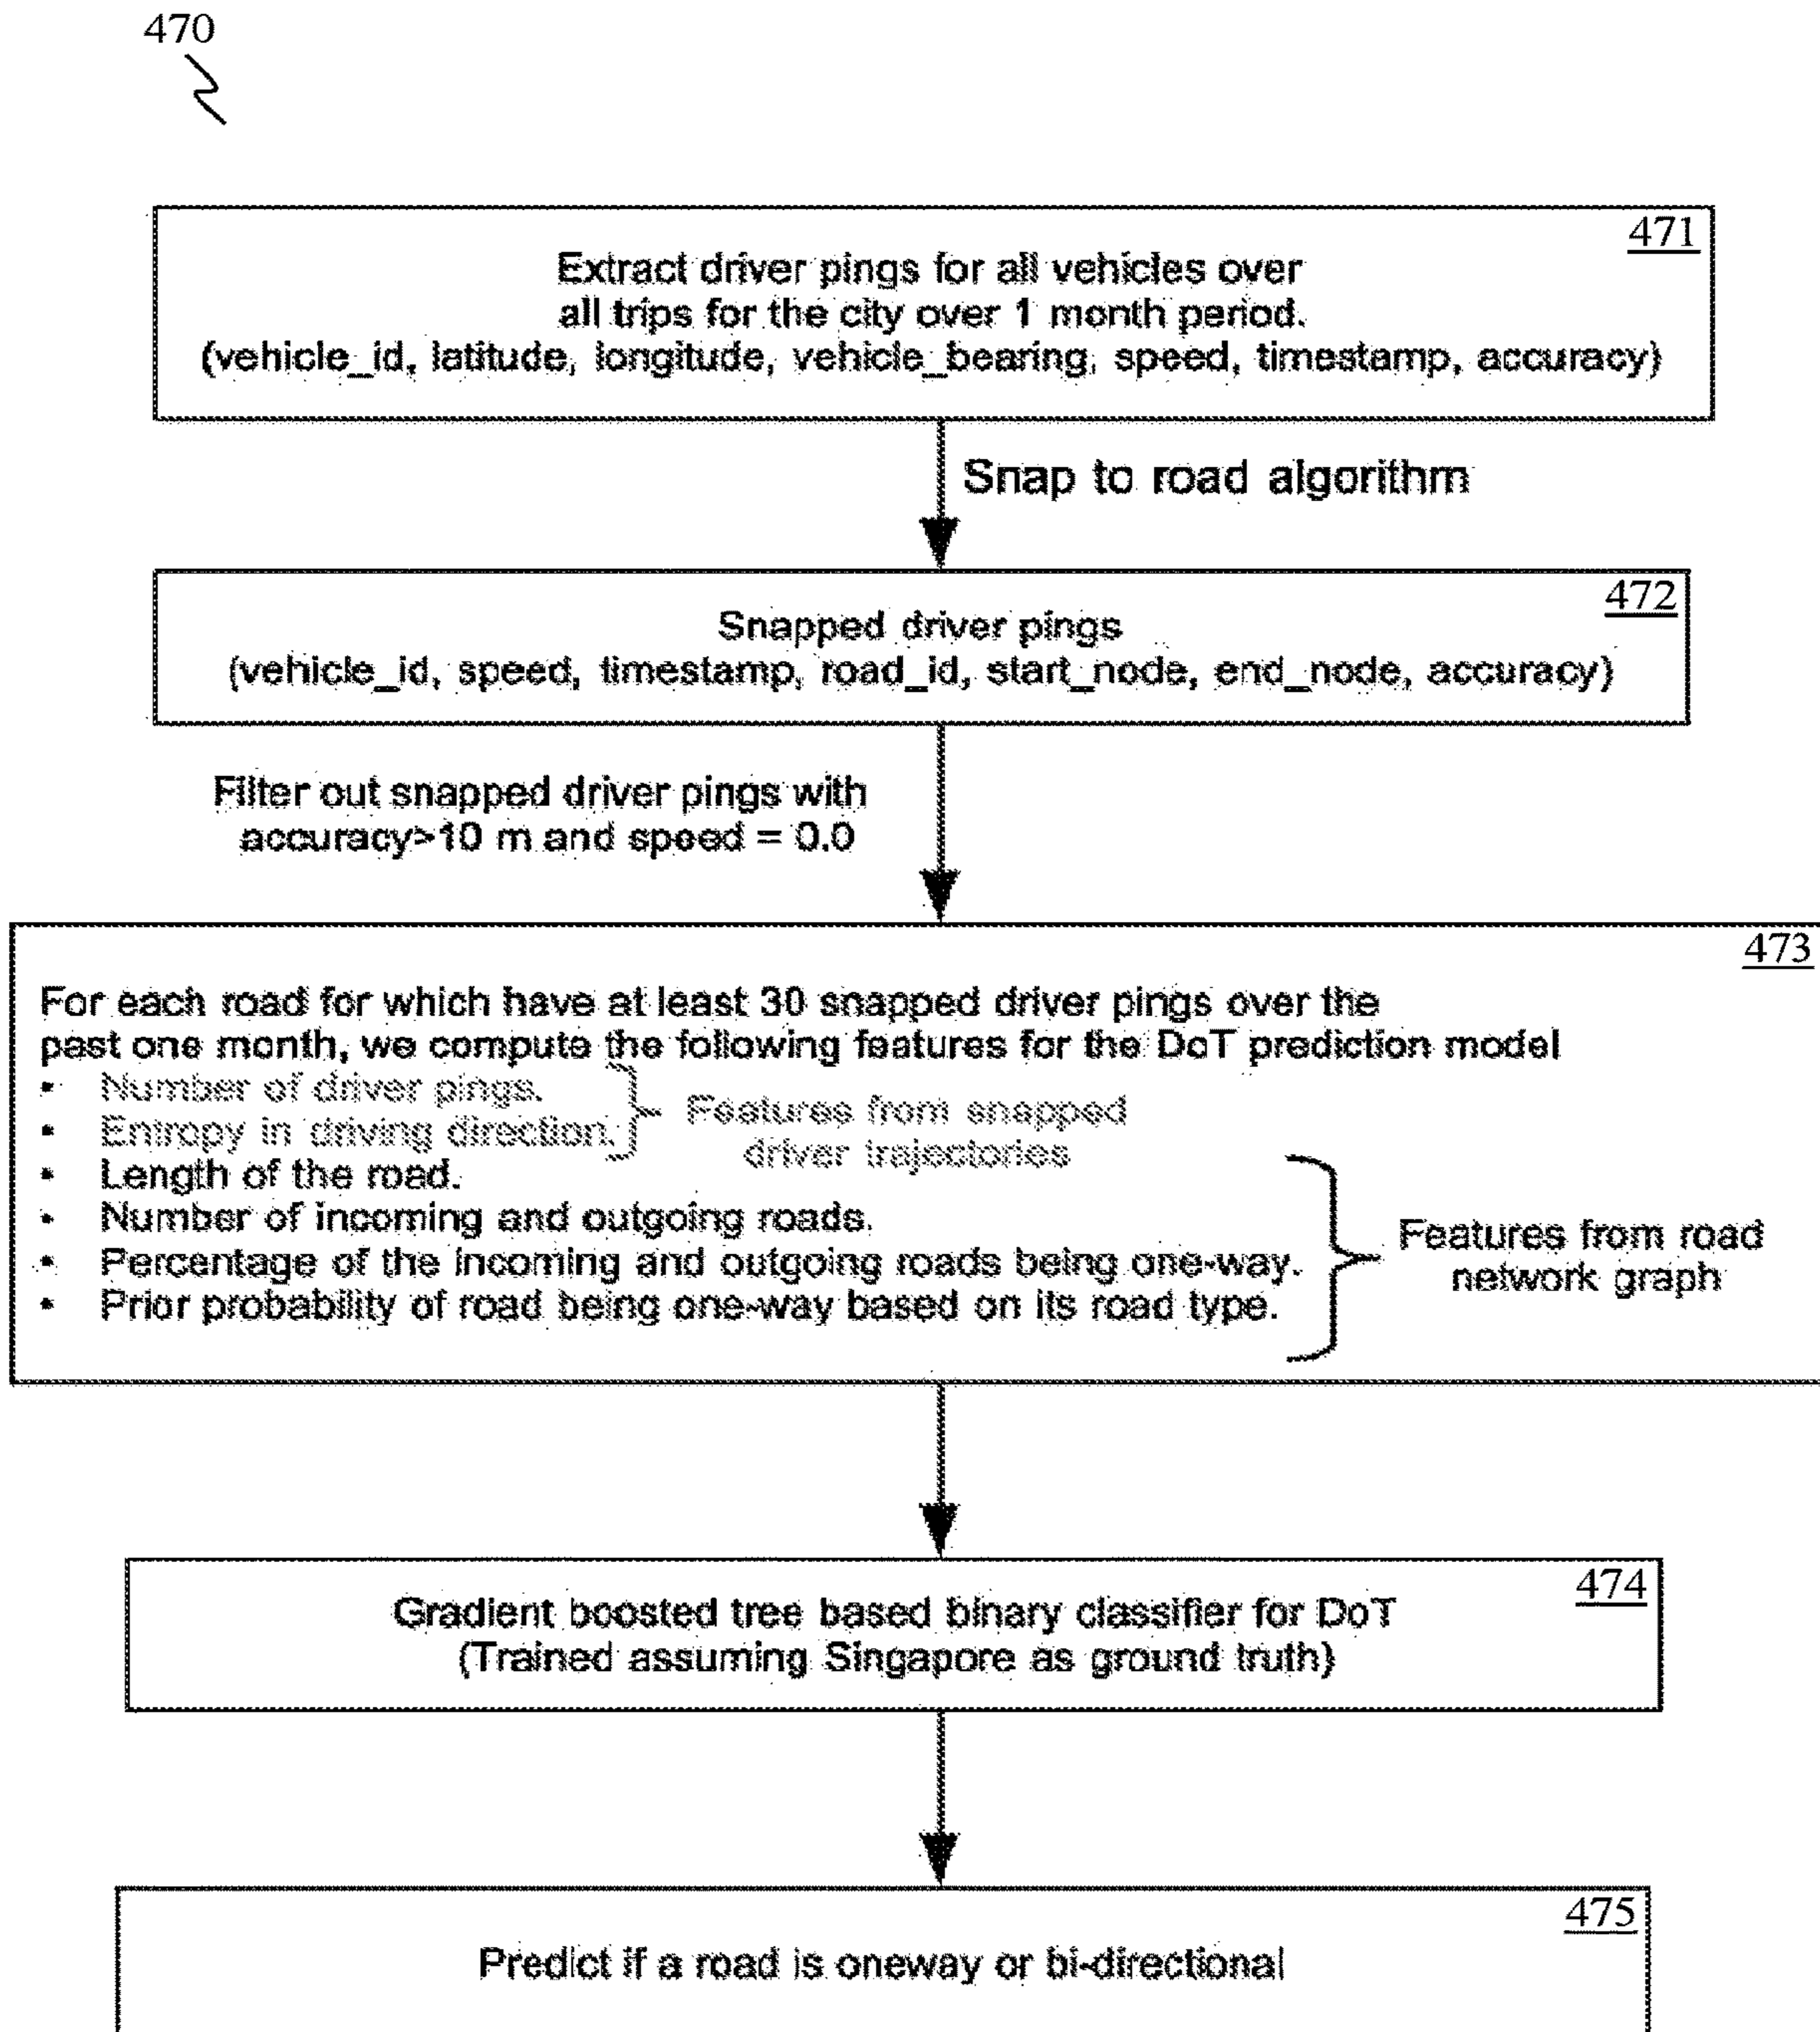 470
471
Extract driver pings for all vehicles over
all trips for the city over 1 month period.
(vehicle_id, latitude, longitude, vehicle_bearing, speed, timestamp, accuracy)
Snap to road algorithm
472
Snapped driver pings
(vehicle_id, speed, timestamp, road_id, start_node, end_node, accuracy)
Filter out snapped driver pings with
accuracy>10 m and speed = 0.0
473
For each road for which have at least 30 snapped driver pings over the
past one month, we compute the following features for the DoT prediction model
• Number of driver pings.
• Entropy in driving direction.
Features from snapped
driver trajectories
• Length of the road.
• Number of incoming and outgoing roads.
• Percentage of the incoming and outgoing roads being one-way.
• Prior probability of road being one-way based on its road type.
Features from road
network graph
474
Gradient boosted tree based binary classifier for DoT
(Trained assuming Singapore as ground truth)
475
Predict if a road is oneway or bi-directional